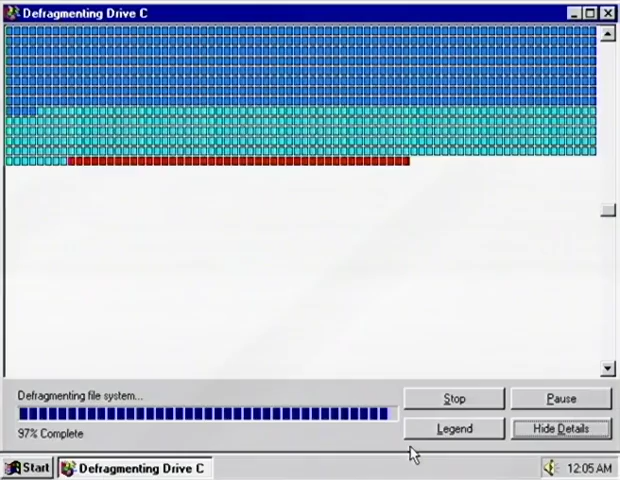 Defragmenting Drive C
Defragmenting file system...
97% Complete
Stop
Pause
Legend
Hide Details
Start
Defragmenting Drive C
12:05 AM